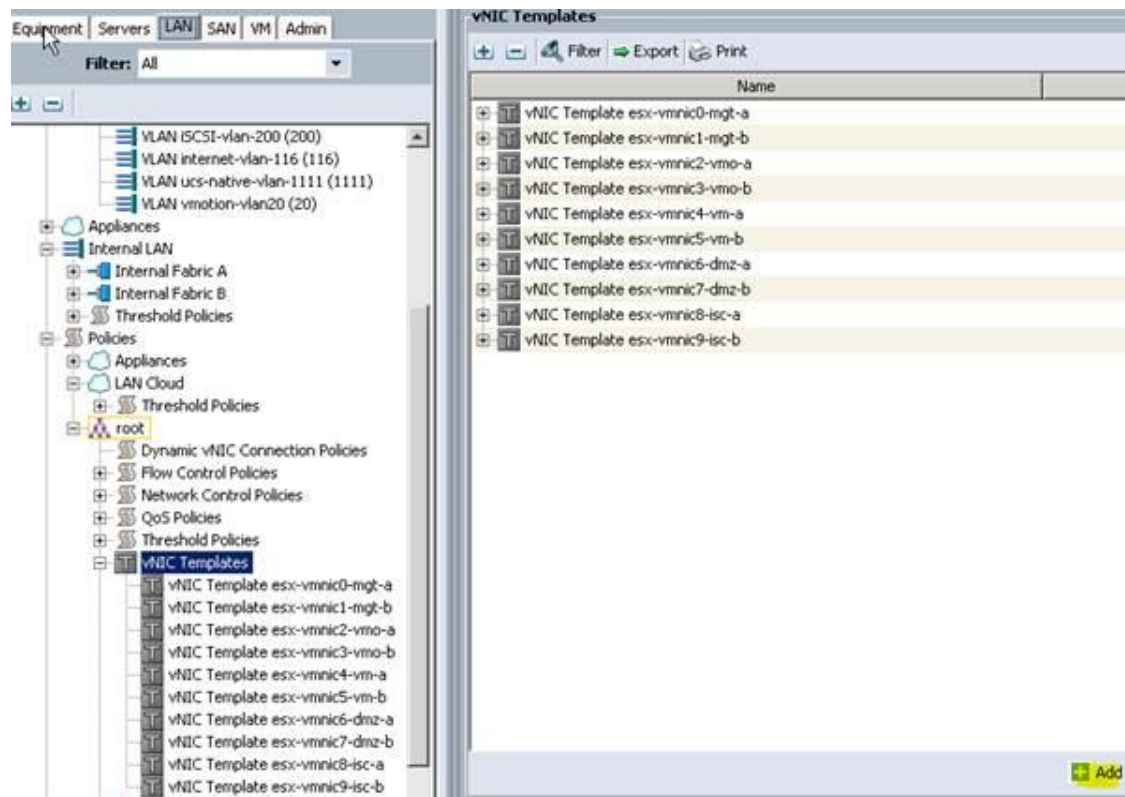 Equipment Servers LAN SAN VM Admin
Filter: All
VLAN iSCSI-vlan-200 (200)
VLAN internet-vlan-116 (116)
VLAN ucs-native-vlan-1111 (1111)
VLAN vmotion-vlan20 (20)
Appliances
Internal LAN
Internal Fabric A
Internal Fabric B
Threshold Policies
Policies
Appliances
LAN Cloud
Threshold Policies
root
Dynamic vNIC Connection Policies
Flow Control Policies
Network Control Policies
QoS Policies
Threshold Policies
vNIC Templates
vNIC Template esx-vmnic0-mgt-a
vNIC Template esx-vmnic1-mgt-b
vNIC Template esx-vmnic2-vmo-a
vNIC Template esx-vmnic3-vmo-b
vNIC Template esx-vmnic4-vm-a
vNIC Template esx-vmnic5-vm-b
vNIC Template esx-vmnic6-dmz-a
vNIC Template esx-vmnic7-dmz-b
vNIC Template esx-vmnic8-isc-a
vNIC Template esx-vmnic9-isc-b
vNIC Templates
Filter Export Print
Name
vNIC Template esx-vmnic0-mgt-a
vNIC Template esx-vmnic1-mgt-b
vNIC Template esx-vmnic2-vmo-a
vNIC Template esx-vmnic3-vmo-b
vNIC Template esx-vmnic4-vm-a
vNIC Template esx-vmnic5-vm-b
vNIC Template esx-vmnic6-dmz-a
vNIC Template esx-vmnic7-dmz-b
vNIC Template esx-vmnic8-isc-a
vNIC Template esx-vmnic9-isc-b
Add